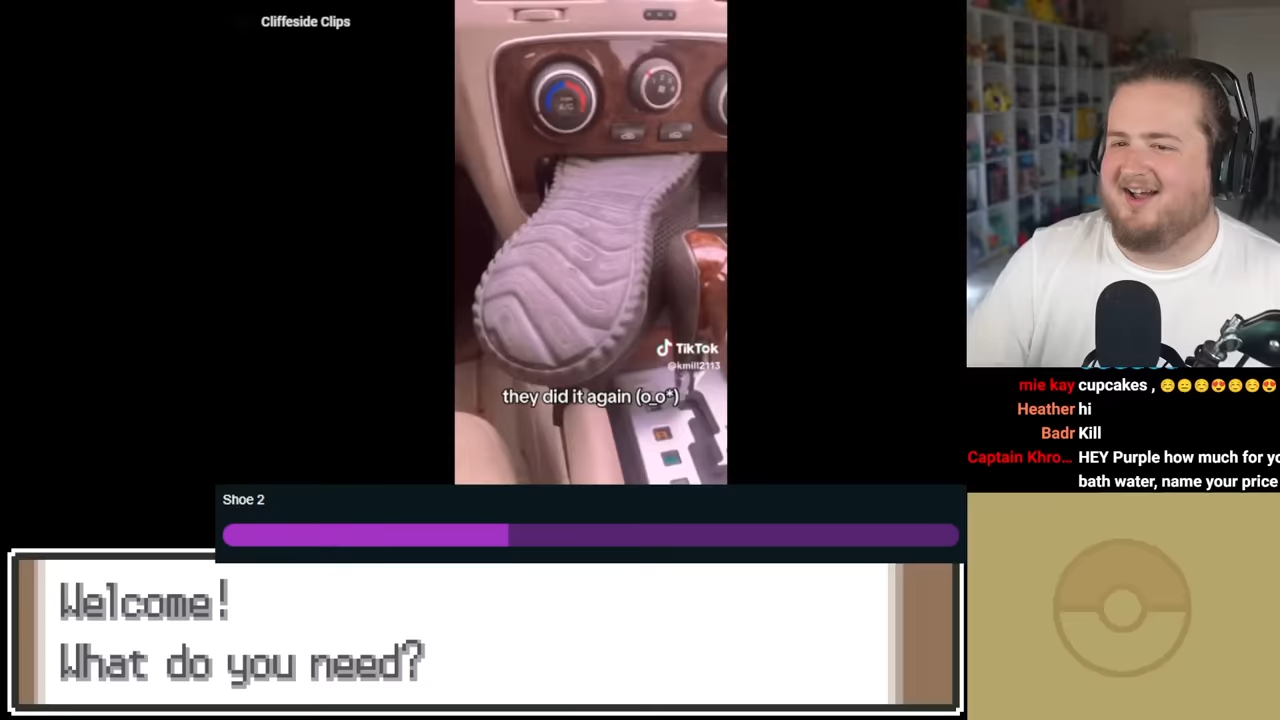 Cliffeside Clips
TikTok
@kmill2113
they did it again (o_o*)
mie kay cupcakes , 😊😑😊😍😊😊😍
Heather hi
Badr Kill
Captain Khro... HEY Purple how much for yo
bath water, name your price
Shoe 2
Welcome!
What do you need?